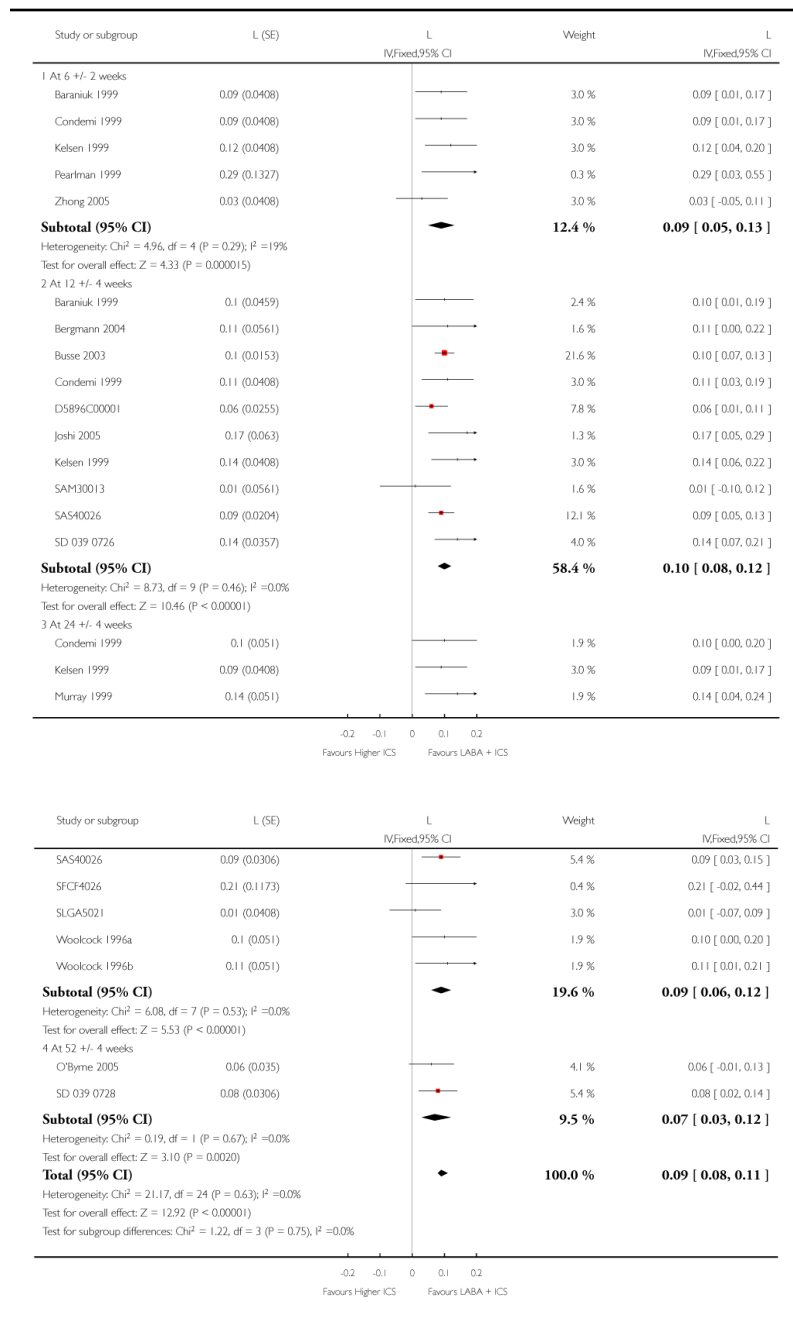 Study or subgroup L (SE) L Weight L
IV,Fixed,95% CI IV,Fixed,95% CI
1 At 6 +/- 2 weeks
Baraniuk 1999 0.09 (0.0408) 3.0 % 0.09 [ 0.01, 0.17 ]
Condemi 1999 0.09 (0.0408) 3.0 % 0.09 [ 0.01, 0.17 ]
Kelsen 1999 0.12 (0.0408) 3.0 % 0.12 [ 0.04, 0.20 ]
Pearlman 1999 0.29 (0.1327) 0.3 % 0.29 [ 0.03, 0.55 ]
Zhong 2005 0.03 (0.0408) 3.0 % 0.03 [ -0.05, 0.11 ]
Subtotal (95% CI) 12.4 % 0.09 [ 0.05, 0.13 ]
Heterogeneity: Chi² = 4.96, df = 4 (P = 0.29); I² =19%
Test for overall effect: Z = 4.33 (P = 0.000015)
2 At 12 +/- 4 weeks
Baraniuk 1999 0.1 (0.0459) 2.4 % 0.10 [ 0.01, 0.19 ]
Bergmann 2004 0.11 (0.0561) 1.6 % 0.11 [ 0.00, 0.22 ]
Busse 2003 0.1 (0.0153) 21.6 % 0.10 [ 0.07, 0.13 ]
Condemi 1999 0.11 (0.0408) 3.0 % 0.11 [ 0.03, 0.19 ]
D5896C00001 0.06 (0.0255) 7.8 % 0.06 [ 0.01, 0.11 ]
Joshi 2005 0.17 (0.063) 1.3 % 0.17 [ 0.05, 0.29 ]
Kelsen 1999 0.14 (0.0408) 3.0 % 0.14 [ 0.06, 0.22 ]
SAM30013 0.01 (0.0561) 1.6 % 0.01 [ -0.10, 0.12 ]
SAS40026 0.09 (0.0204) 12.1 % 0.09 [ 0.05, 0.13 ]
SD 039 0726 0.14 (0.0357) 4.0 % 0.14 [ 0.07, 0.21 ]
Subtotal (95% CI) 58.4 % 0.10 [ 0.08, 0.12 ]
Heterogeneity: Chi² = 8.73, df = 9 (P = 0.46); I² =0.0%
Test for overall effect: Z = 10.46 (P < 0.00001)
3 At 24 +/- 4 weeks
Condemi 1999 0.1 (0.051) 1.9 % 0.10 [ 0.00, 0.20 ]
Kelsen 1999 0.09 (0.0408) 3.0 % 0.09 [ 0.01, 0.17 ]
Murray 1999 0.14 (0.051) 1.9 % 0.14 [ 0.04, 0.24 ]
-0.2 -0.1 0 0.1 0.2
Favours Higher ICS Favours LABA + ICS
Study or subgroup L (SE) L Weight L
IV,Fixed,95% CI IV,Fixed,95% CI
SAS40026 0.09 (0.0306) 5.4 % 0.09 [ 0.03, 0.15 ]
SFCF4026 0.21 (0.1173) 0.4 % 0.21 [ -0.02, 0.44 ]
SLGA5021 0.01 (0.0408) 3.0 % 0.01 [ -0.07, 0.09 ]
Woolcock 1996a 0.1 (0.051) 1.9 % 0.10 [ 0.00, 0.20 ]
Woolcock 1996b 0.11 (0.051) 1.9 % 0.11 [ 0.01, 0.21 ]
Subtotal (95% CI) 19.6 % 0.09 [ 0.06, 0.12 ]
Heterogeneity: Chi² = 6.08, df = 7 (P = 0.53); I² =0.0%
Test for overall effect: Z = 5.53 (P < 0.00001)
4 At 52 +/- 4 weeks
O'Byrne 2005 0.06 (0.035) 4.1 % 0.06 [ -0.01, 0.13 ]
SD 039 0728 0.08 (0.0306) 5.4 % 0.08 [ 0.02, 0.14 ]
Subtotal (95% CI) 9.5 % 0.07 [ 0.03, 0.12 ]
Heterogeneity: Chi² = 0.19, df = 1 (P = 0.67); I² =0.0%
Test for overall effect: Z = 3.10 (P = 0.0020)
Total (95% CI) 100.0 % 0.09 [ 0.08, 0.11 ]
Heterogeneity: Chi² = 21.17, df = 24 (P = 0.63); I² =0.0%
Test for overall effect: Z = 12.92 (P < 0.00001)
Test for subgroup differences: Chi² = 1.22, df = 3 (P = 0.75), I² =0.0%
-0.2 -0.1 0 0.1 0.2
Favours Higher ICS Favours LABA + ICS